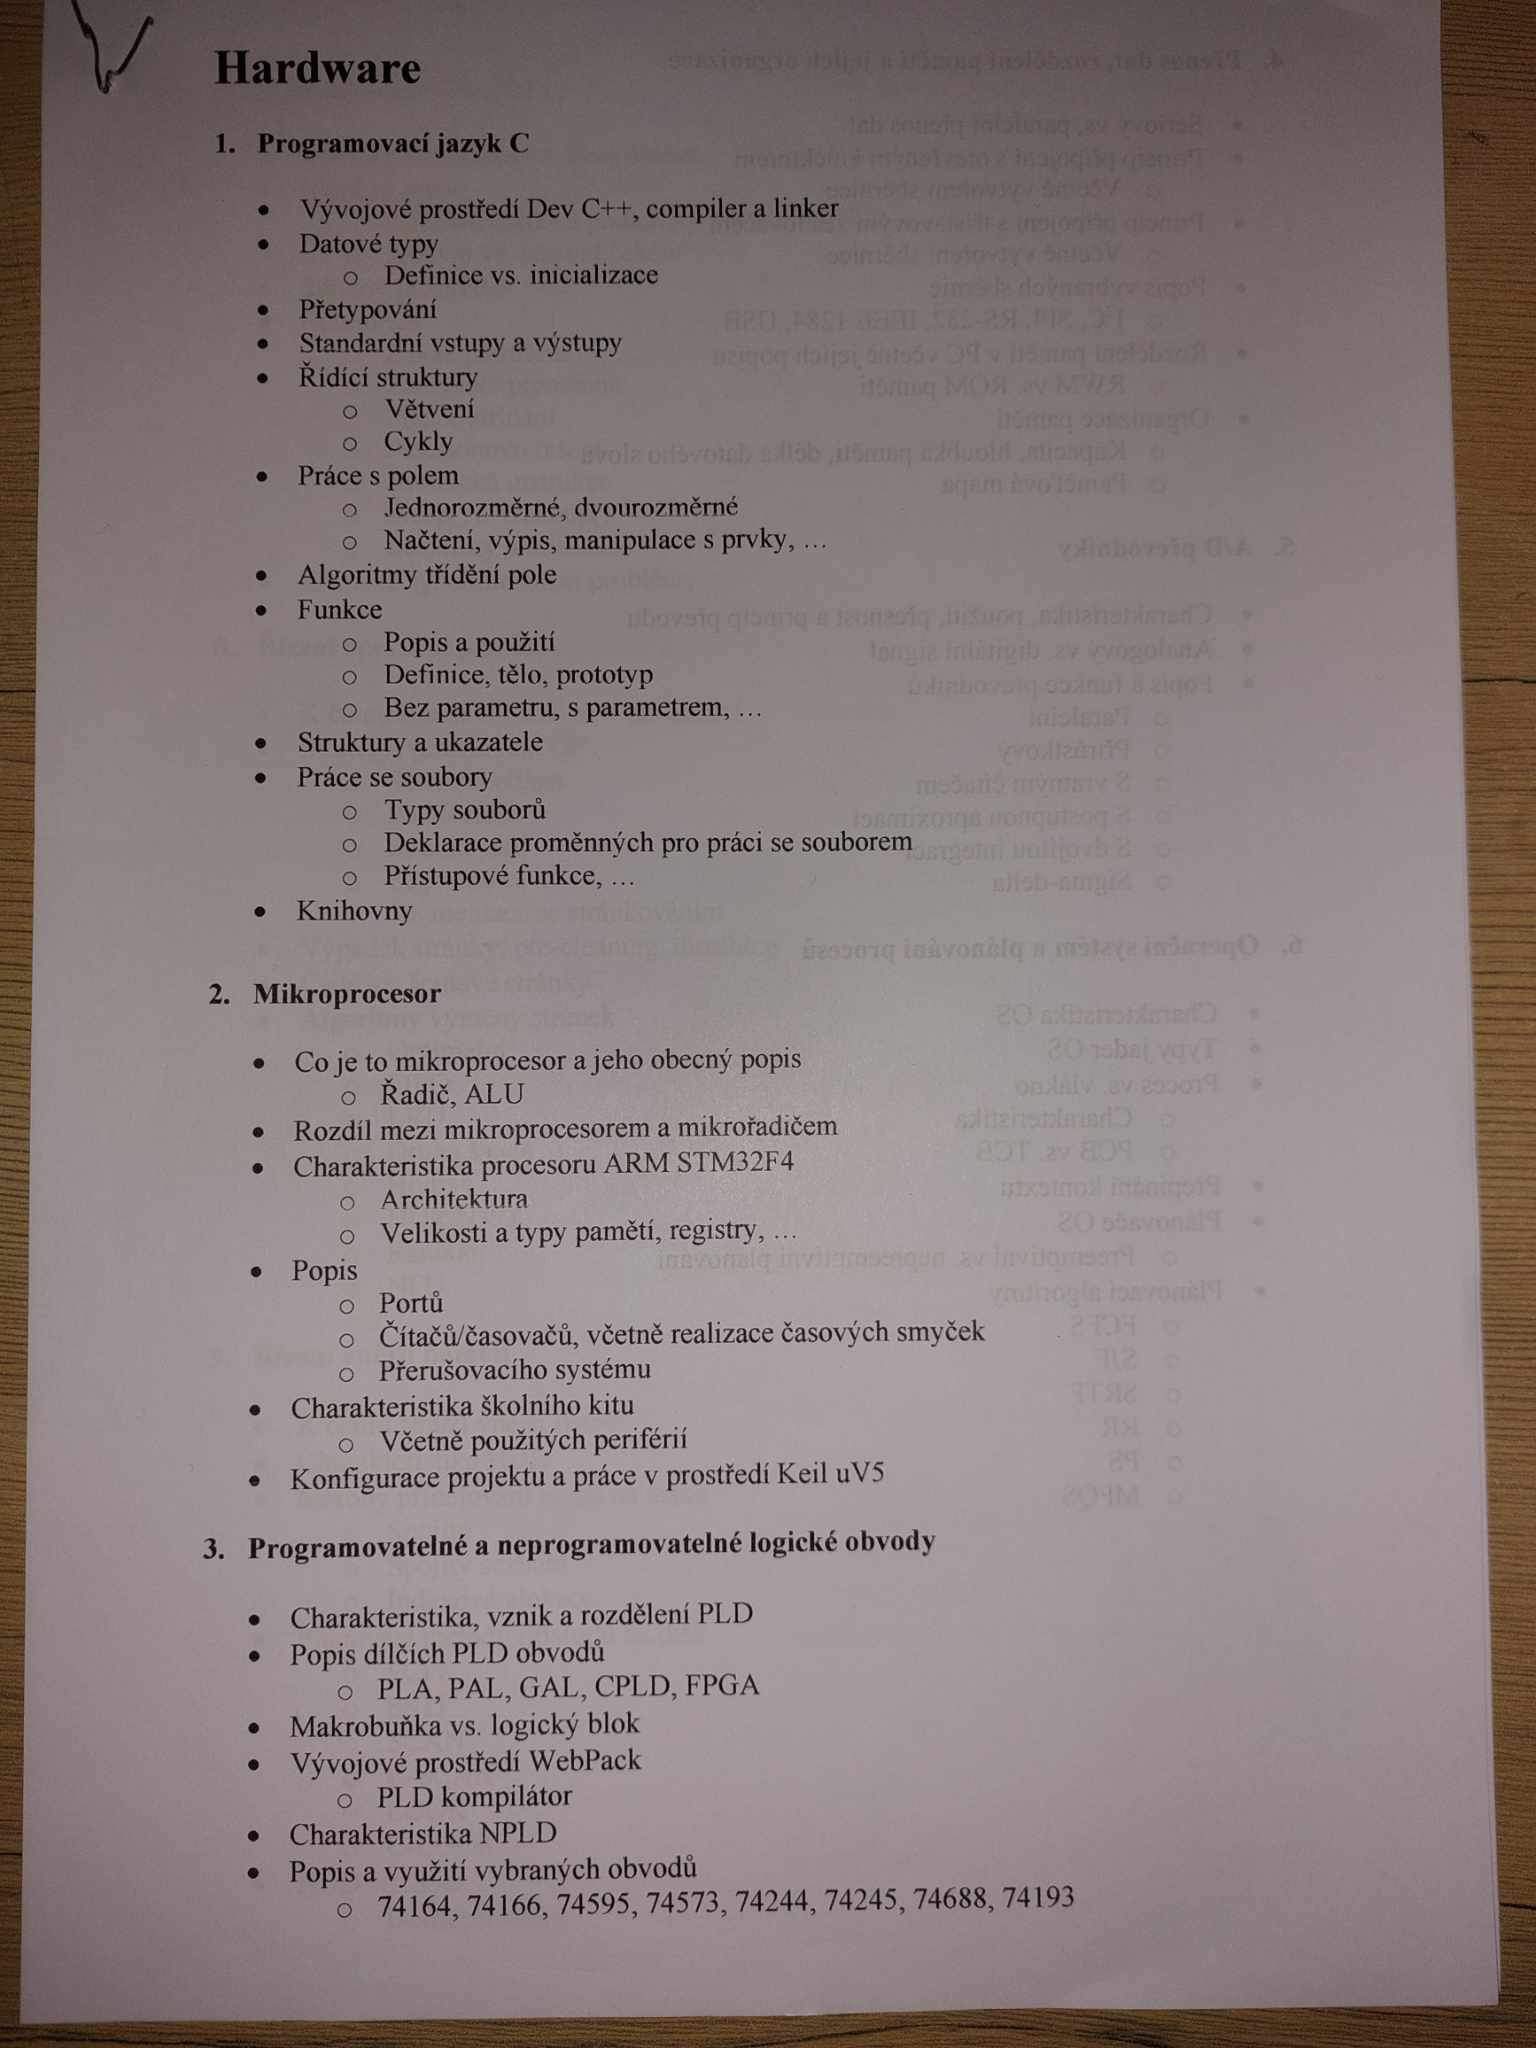 Hardware
1. Programovací jazyk C
• Vývojové prostředí Dev C++, compiler a linker
• Datové typy
o Definice vs. inicializace
• Přetypování
• Standardní vstupy a výstupy
• Řídící struktury
o Větvení
o Cykly
• Práce s polem
o Jednorozměrné, dvourozměrné
o Načtení, výpis, manipulace s prvky, …
• Algoritmy třídění pole
• Funkce
o Popis a použití
o Definice, tělo, prototyp
o Bez parametru, s parametrem, …
• Struktury a ukazatele
• Práce se soubory
o Typy souborů
o Deklarace proměnných pro práci se souborem
o Přístupové funkce, …
• Knihovny
2. Mikroprocesor
• Co je to mikroprocesor a jeho obecný popis
o Řadič, ALU
• Rozdíl mezi mikroprocesorem a mikrořadičem
• Charakteristika procesoru ARM STM32F4
o Architektura
o Velikosti a typy pamětí, registry, …
• Popis
o Portů
o Čítačů/časovačů, včetně realizace časových smyček
o Přerušovacího systému
• Charakteristika školního kitu
o Včetně použitých periférií
• Konfigurace projektu a práce v prostředí Keil uV5
3. Programovatelné a neprogramovatelné logické obvody
• Charakteristika, vznik a rozdělení PLD
• Popis dílčích PLD obvodů
o PLA, PAL, GAL, CPLD, FPGA
• Makrobuňka vs. logický blok
• Vývojové prostředí WebPack
o PLD kompilátor
• Charakteristika NPLD
• Popis a využití vybraných obvodů
o 74164, 74166, 74595, 74573, 74244, 74245, 74688, 74193